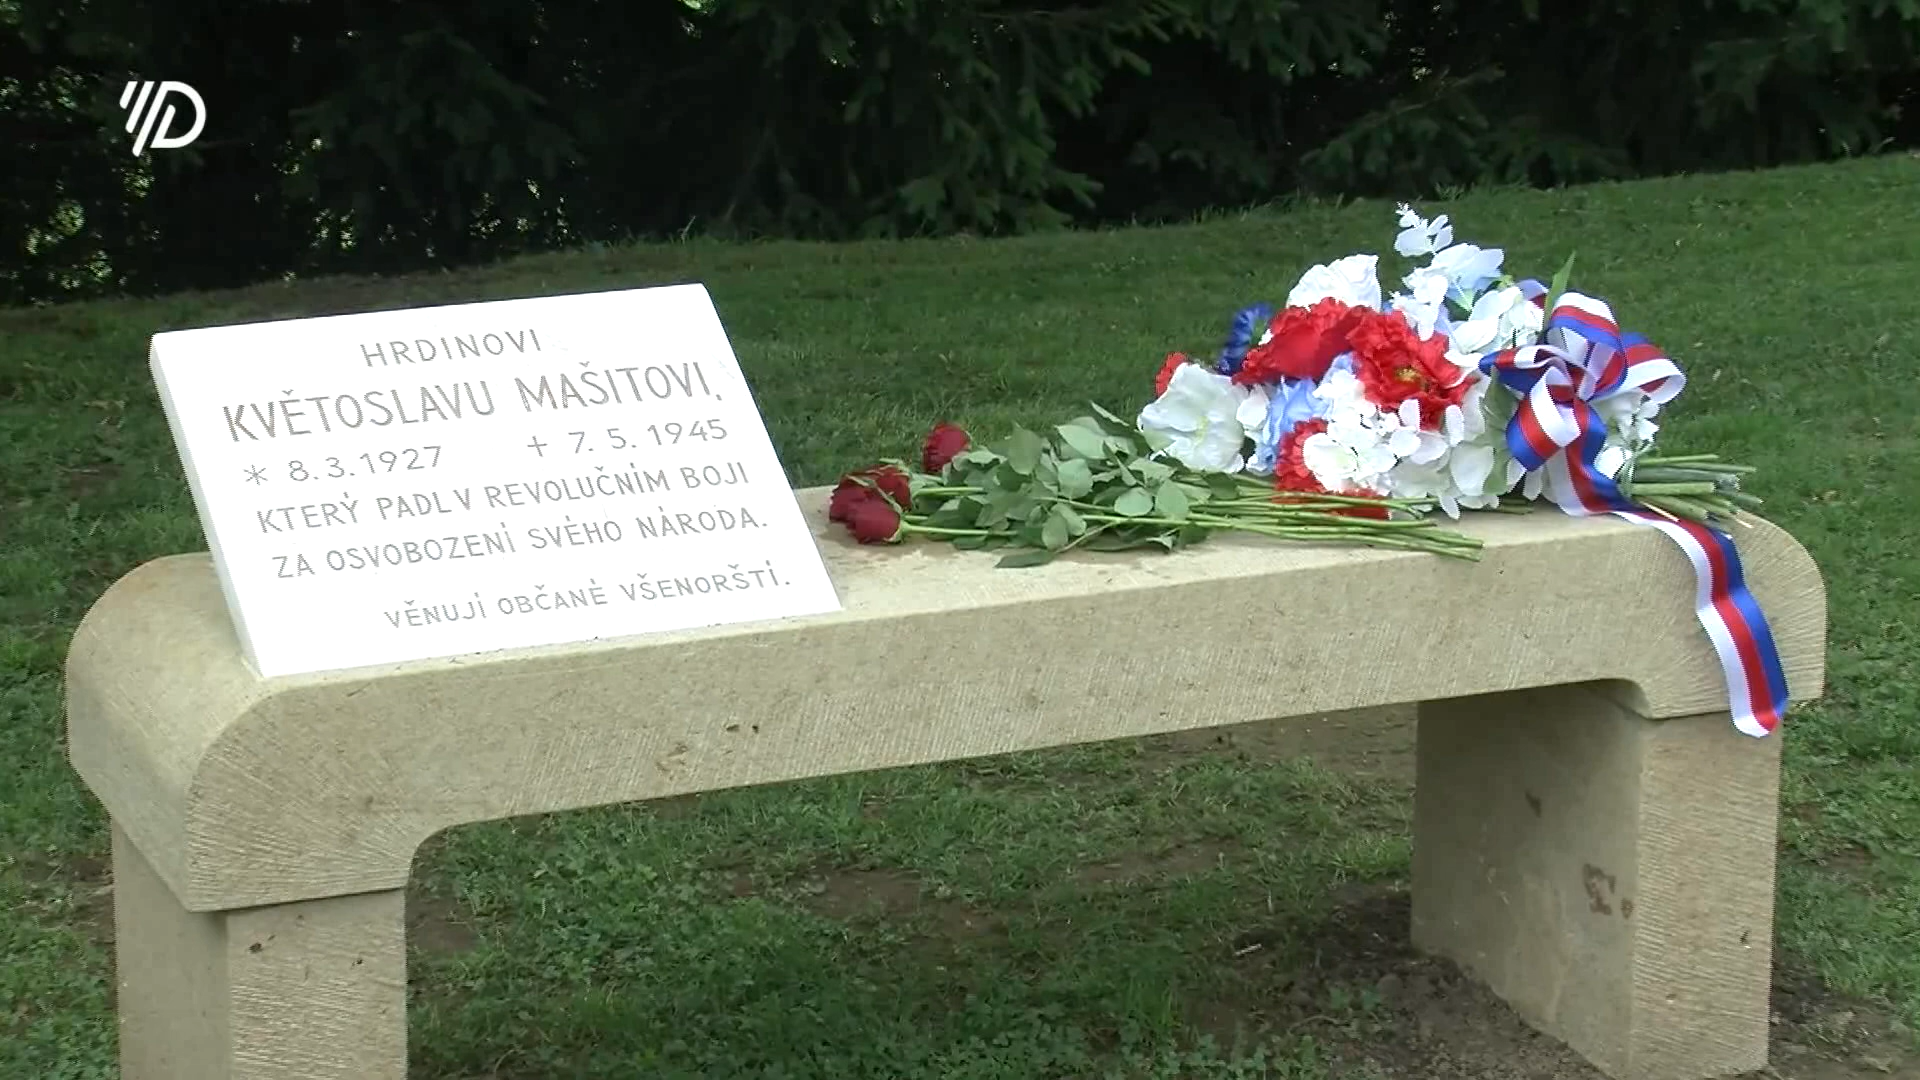 HRDINOVI
KVĚTOSLAVU MAŠITOVI,
* 8.3.1927 + 7.5.1945
KTERÝ PADL V REVOLUČNÍM BOJI
ZA OSVOBOZENÍ SVÉHO NÁRODA.
VĚNUJÍ OBČANÉ VŠENORŠTÍ.